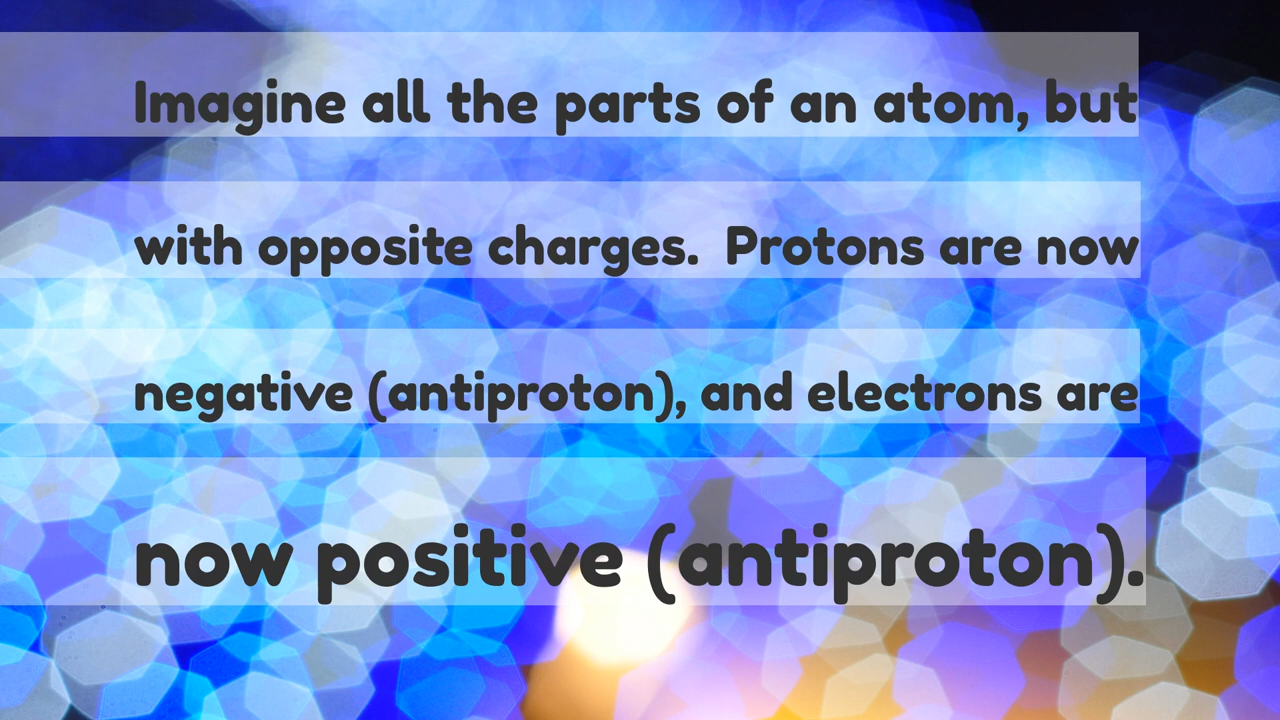 Imagine all the parts of an atom, but
with opposite charges.  Protons are now
negative (antiproton), and electrons are
now positive (antiproton).